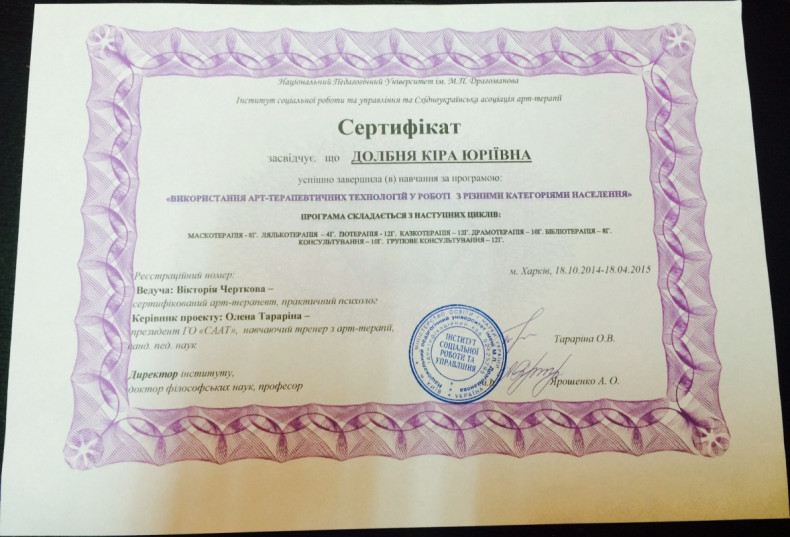 Національний Педагогічний Університет ім. М.П. Драгоманова
Інститут соціальної роботи та управління та Східноукраїнська асоціація арт-терапії
Сертифікат
засвідчує що ДОЛБНЯ КІРА ЮРІЇВНА
успішно завершила (в) навчання за програмою:
«ВИКОРИСТАННЯ АРТ-ТЕРАПЕВТИЧНИХ ТЕХНОЛОГІЙ У РОБОТІ З РІЗНИМИ КАТЕГОРІЯМИ НАСЕЛЕННЯ»
ПРОГРАМА СКЛАДАЄТЬСЯ З НАСТУПНИХ ЦИКЛІВ:
МАСКОТЕРАПІЯ - 8Г. ЛЯЛЬКОТЕРАПІЯ – 4Г. ІЗОТЕРАПІЯ - 12Г. КАЗКОТЕРАПІЯ – 12Г. ДРАМОТЕРАПІЯ – 16Г. БІБЛІОТЕРАПІЯ – 8Г.
КОНСУЛЬТУВАННЯ – 10Г. ГРУПОВЕ КОНСУЛЬТУВАННЯ – 12Г.
Реєстраційний номер:
м. Харків, 18.10.2014-18.04.2015
Ведуча: Вікторія Черткова –
сертифікований арт-терапевт, практичний психолог
Керівник проекту: Олена Тараріна –
президент ГО «СААТ», навчаючий тренер з арт-терапії,
канд. пед. наук
Тараріна О.В.
Директор інституту,
доктор філософських наук, професор
Ярошенко А. О.
ІНСТИТУТ
СОЦІАЛЬНОЇ
РОБОТИ ТА
УПРАВЛІННЯ